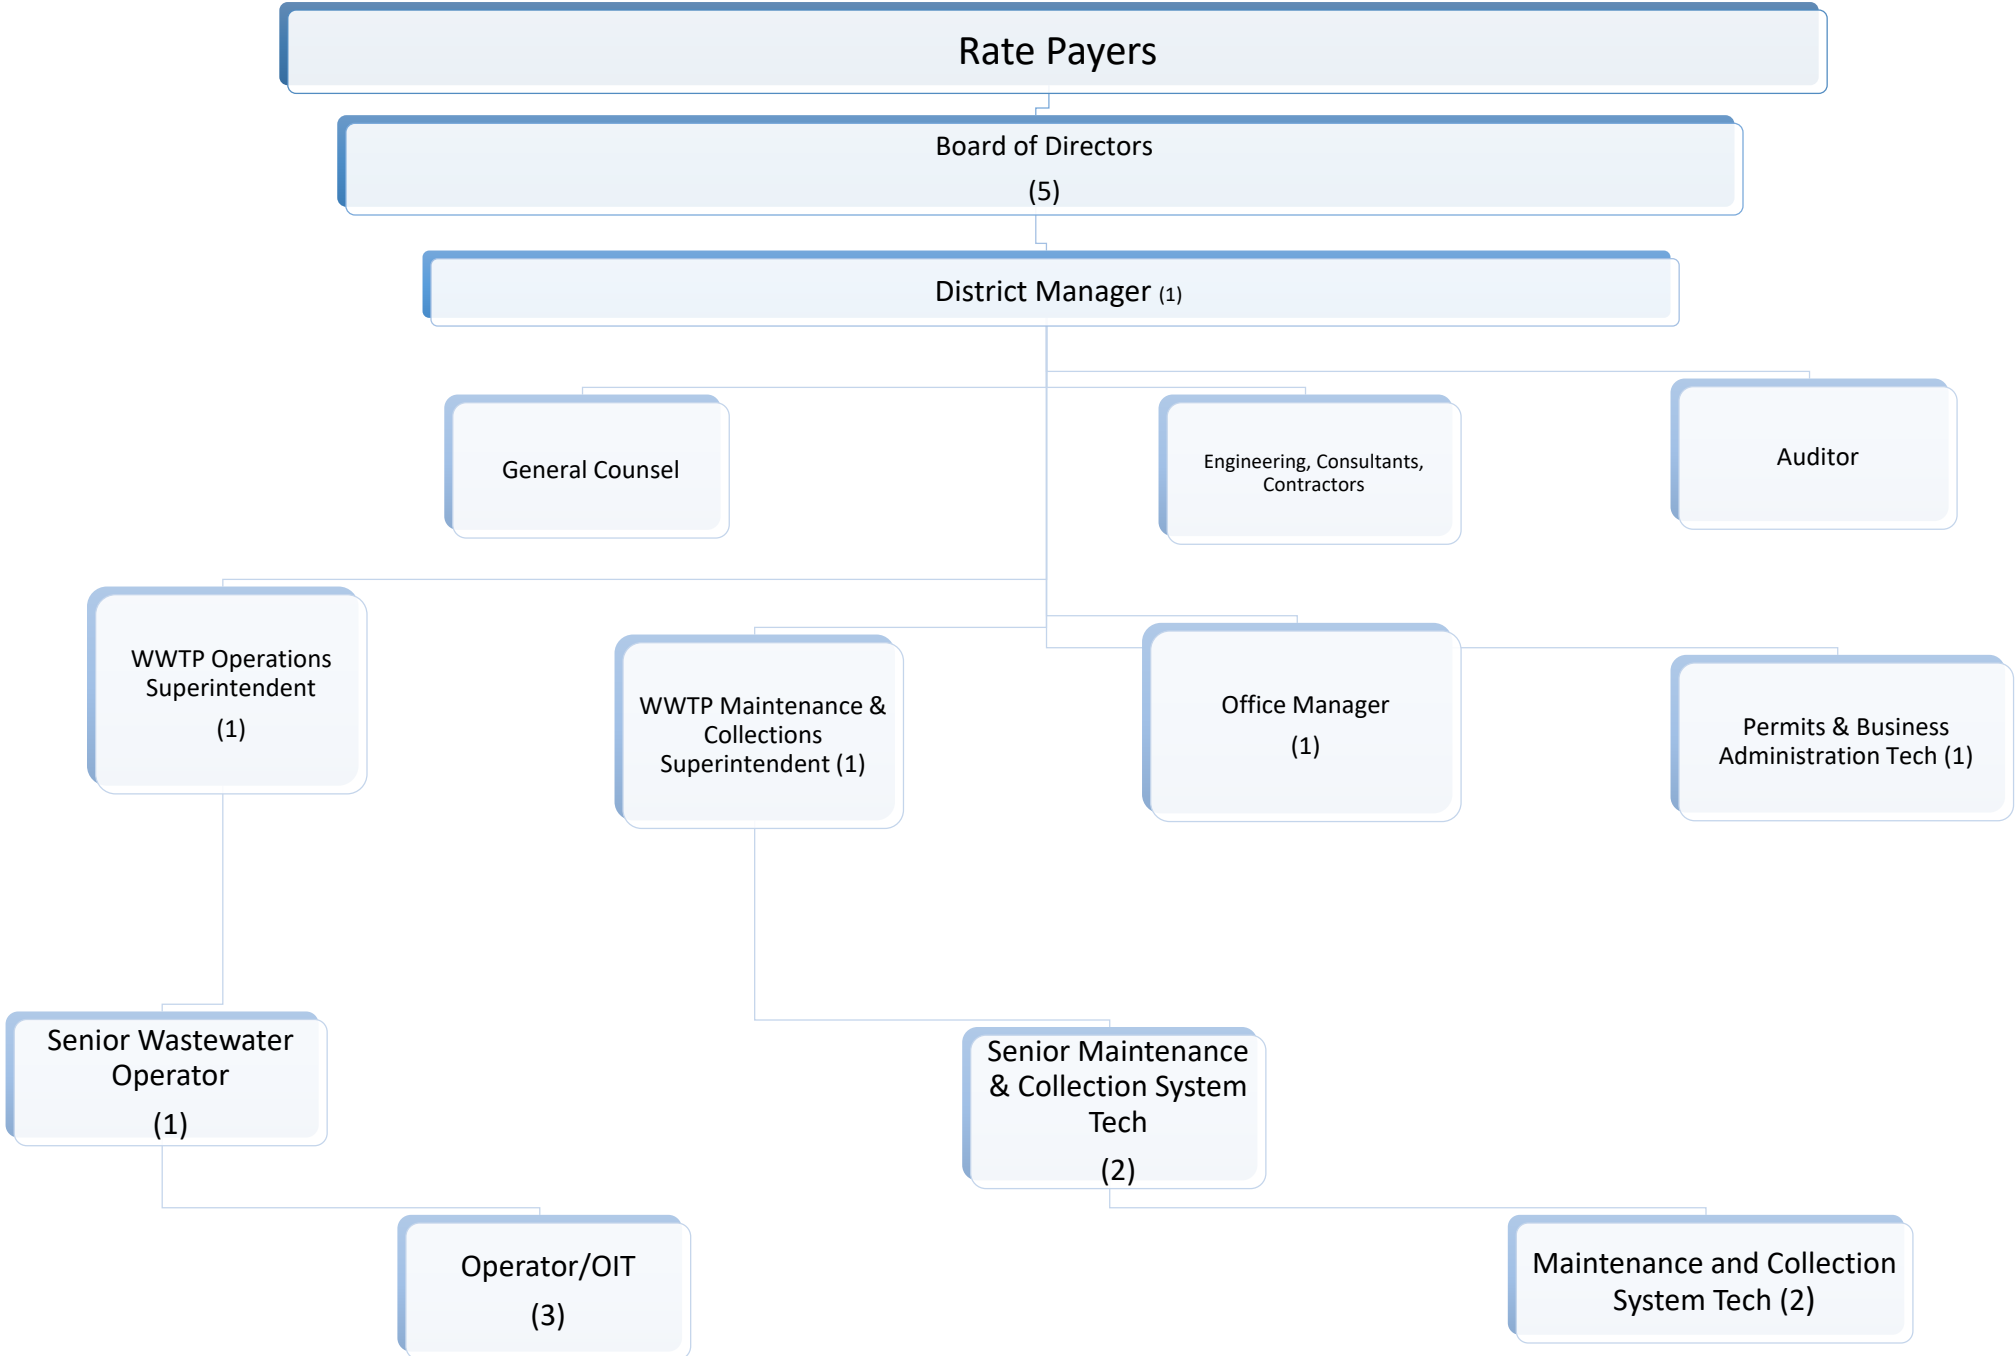 Rate Payers
Board of Directors
(5)
District Manager (1)
General Counsel
Engineering, Consultants,
Contractors
Auditor
WWTP Operations
Superintendent
(1)
WWTP Maintenance &
Collections
Superintendent (1)
Office Manager
(1)
Permits & Business
Administration Tech (1)
Senior Wastewater
Operator
(1)
Senior Maintenance
& Collection System
Tech
(2)
Operator/OIT
(3)
Maintenance and Collection
System Tech (2)